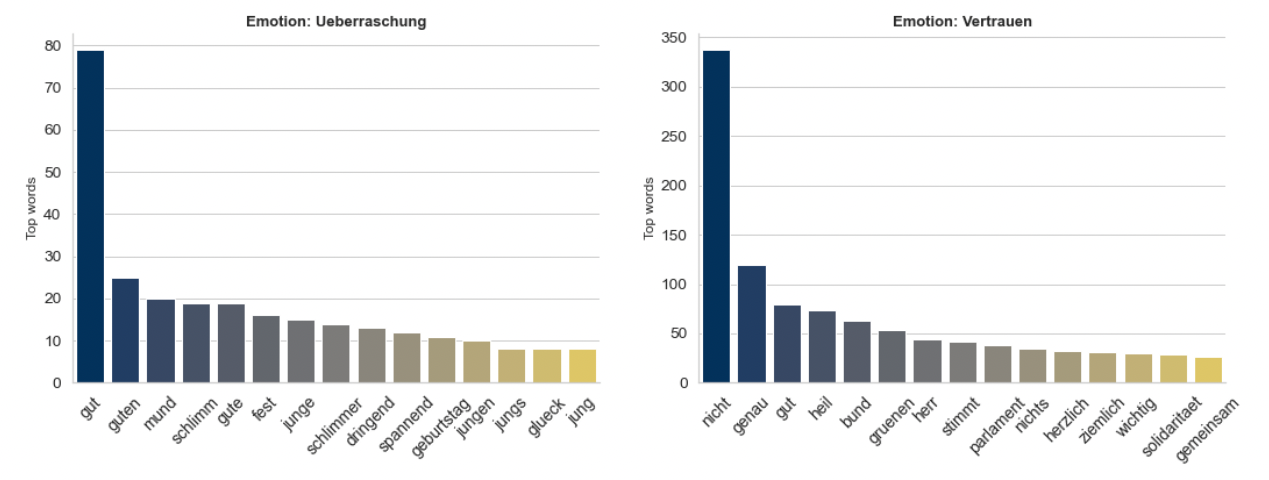 Emotion: Ueberraschung
Top words
80
70
60
50
40
30
20
10
0
gut
guten
mund
schlimm
gute
fest
junge
schlimmer
dringend
spannend
geburtstag
jungen
jungs
glueck
jung
Emotion: Vertrauen
Top words
350
300
250
200
150
100
50
0
nicht
genau
gut
heil
bund
gruenen
herr
stimmt
parlament
nichts
herzlich
ziemlich
wichtig
solidaritaet
gemeinsam